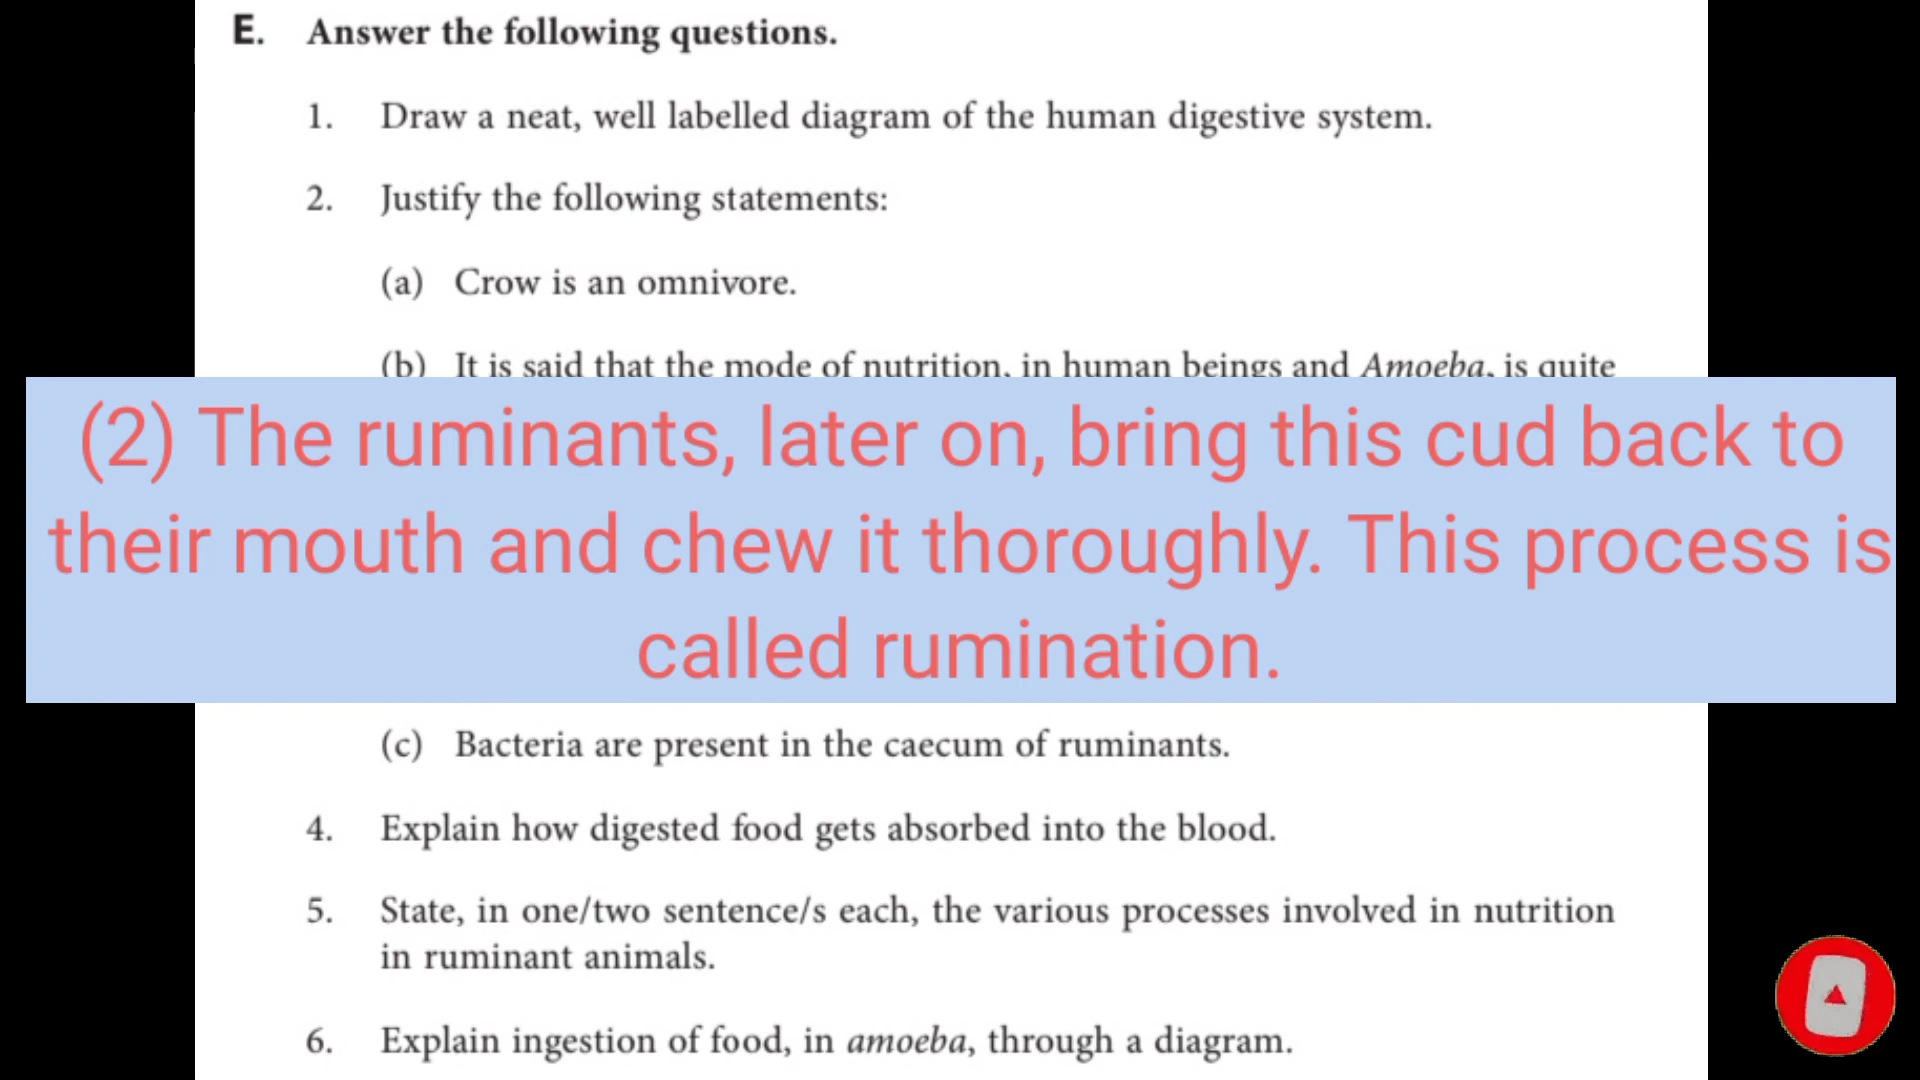 E. Answer the following questions.
1. Draw a neat, well labelled diagram of the human digestive system.
2. Justify the following statements:
(a) Crow is an omnivore.
(b) It is said that the mode of nutrition, in human beings and Amoeba, is quite
(2) The ruminants, later on, bring this cud back to
their mouth and chew it thoroughly. This process is
called rumination.
(c) Bacteria are present in the caecum of ruminants.
4. Explain how digested food gets absorbed into the blood.
5. State, in one/two sentence/s each, the various processes involved in nutrition
in ruminant animals.
6. Explain ingestion of food, in amoeba, through a diagram.